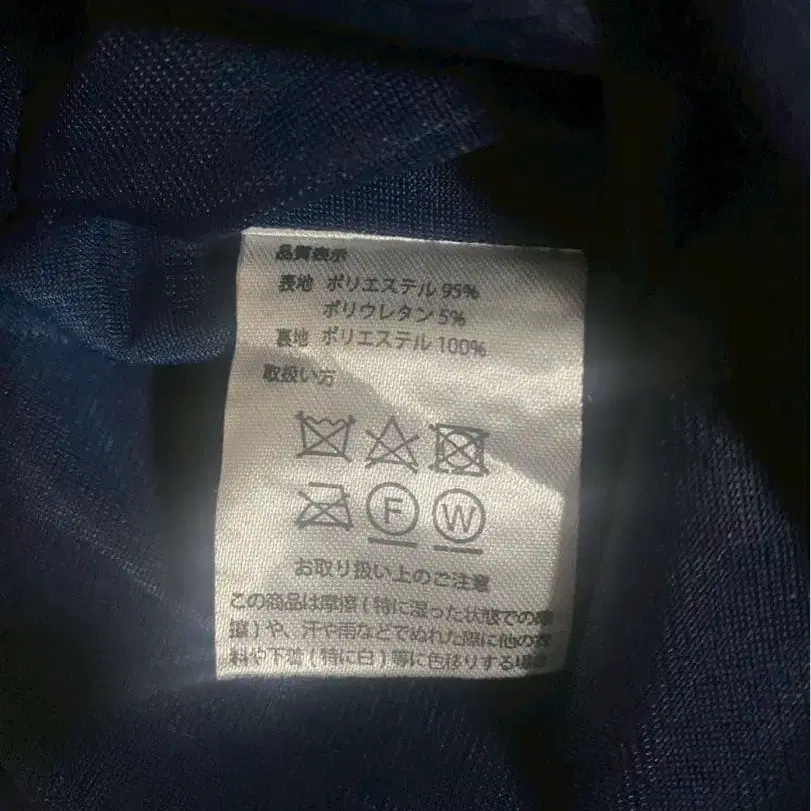 品質表示
表地 ポリエステル 95%
ポリウレタン 5%
裏地 ポリエステル 100%
取扱い方
F W
お取り扱い上のご注意
この商品は摩擦(特に湿った状態での摩
擦)や、汗や雨などでぬれた際に他の衣
料や下着(特に白)等に色移りする場合